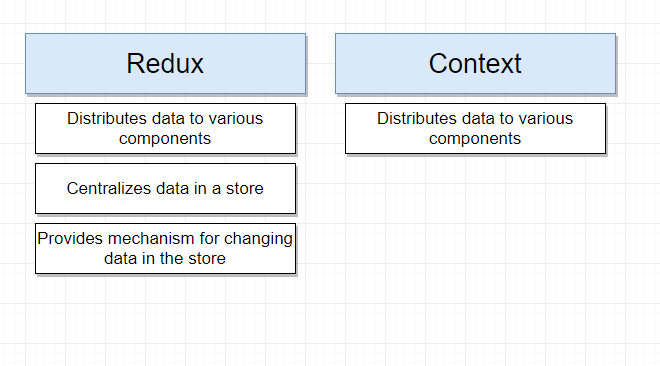 Redux
Distributes data to various
components
Centralizes data in a store
Provides mechanism for changing
data in the store
Context
Distributes data to various
components